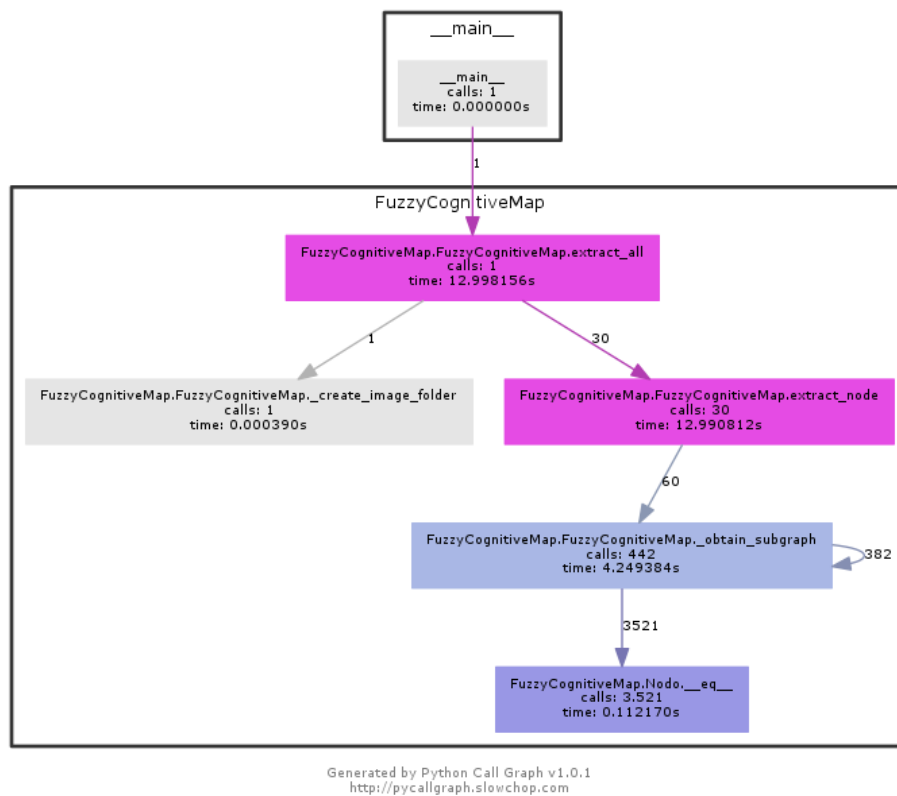 __main__
__main__
calls: 1
time: 0.000000s
1
FuzzyCognitiveMap
FuzzyCognitiveMap.FuzzyCognitiveMap.extract_all
calls: 1
time: 12.998156s
1
30
FuzzyCognitiveMap.FuzzyCognitiveMap._create_image_folder
calls: 1
time: 0.000390s
FuzzyCognitiveMap.FuzzyCognitiveMap.extract_node
calls: 30
time: 12.990812s
60
FuzzyCognitiveMap.FuzzyCognitiveMap._obtain_subgraph
calls: 442
time: 4.249384s
382
3521
FuzzyCognitiveMap.Nodo.__eq__
calls: 3.521
time: 0.112170s
Generated by Python Call Graph v1.0.1
http://pycallgraph.slowchop.com